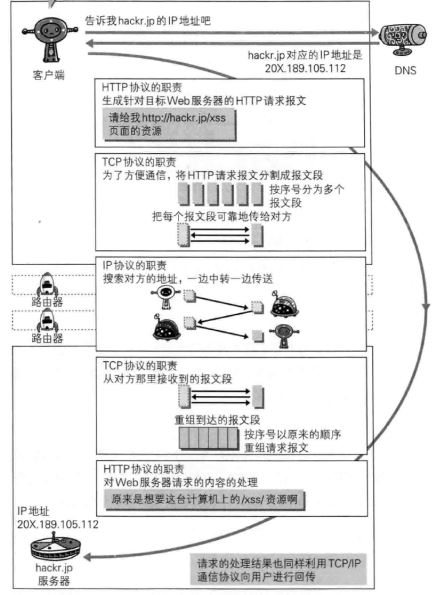 告诉我hackr.jp的IP地址吧
hackr.jp对应的IP地址是
20X.189.105.112
客户端
DNS
HTTP协议的职责
生成针对目标Web服务器的HTTP请求报文
请给我http://hackr.jp/xss
页面的资源
TCP协议的职责
为了方便通信，将HTTP请求报文分割成报文段
按序号分为多个
报文段
把每个报文段可靠地传给对方
IP协议的职责
搜索对方的地址，一边中转一边传送
路由器
路由器
TCP协议的职责
从对方那里接收到的报文段
重组到达的报文段
按序号以原来的顺序
重组请求报文
HTTP协议的职责
对Web服务器请求的内容的处理
原来是想要这台计算机上的/xss/资源啊
IP地址
20X.189.105.112
hackr.jp
服务器
请求的处理结果也同样利用TCP/IP
通信协议向用户进行回传